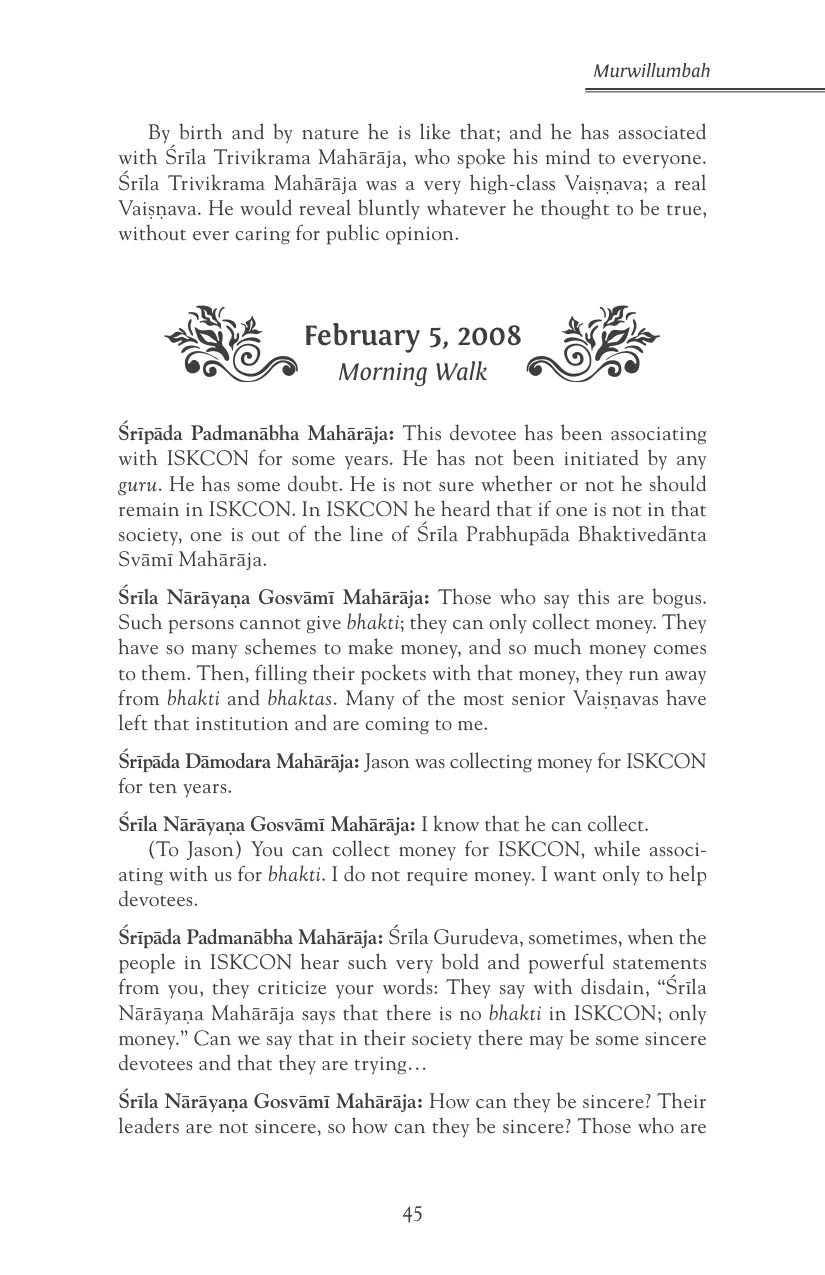 Murwillumbah
By birth and by nature he is like that; and he has associated
with Śrīla Trivikrama Mahārāja, who spoke his mind to everyone.
Śrīla Trivikrama Mahārāja was a very high-class Vaiṣṇava; a real
Vaiṣṇava. He would reveal bluntly whatever he thought to be true,
without ever caring for public opinion.
February 5, 2008
Morning Walk
Śrīpāda Padmanābha Mahārāja: This devotee has been associating
with ISKCON for some years. He has not been initiated by any
guru. He has some doubt. He is not sure whether or not he should
remain in ISKCON. In ISKCON he heard that if one is not in that
society, one is out of the line of Śrīla Prabhupāda Bhaktivedānta
Svāmī Mahārāja.
Śrīla Nārāyaṇa Gosvāmī Mahārāja: Those who say this are bogus.
Such persons cannot give bhakti; they can only collect money. They
have so many schemes to make money, and so much money comes
to them. Then, filling their pockets with that money, they run away
from bhakti and bhaktas. Many of the most senior Vaiṣṇavas have
left that institution and are coming to me.
Śrīpāda Dāmodara Mahārāja: Jason was collecting money for ISKCON
for ten years.
Śrīla Nārāyaṇa Gosvāmī Mahārāja: I know that he can collect.
(To Jason) You can collect money for ISKCON, while associ-
ating with us for bhakti. I do not require money. I want only to help
devotees.
Śrīpāda Padmanābha Mahārāja: Śrīla Gurudeva, sometimes, when the
people in ISKCON hear such very bold and powerful statements
from you, they criticize your words: They say with disdain, “Śrīla
Nārāyaṇa Mahārāja says that there is no bhakti in ISKCON; only
money.” Can we say that in their society there may be some sincere
devotees and that they are trying…
Śrīla Nārāyaṇa Gosvāmī Mahārāja: How can they be sincere? Their
leaders are not sincere, so how can they be sincere? Those who are
45